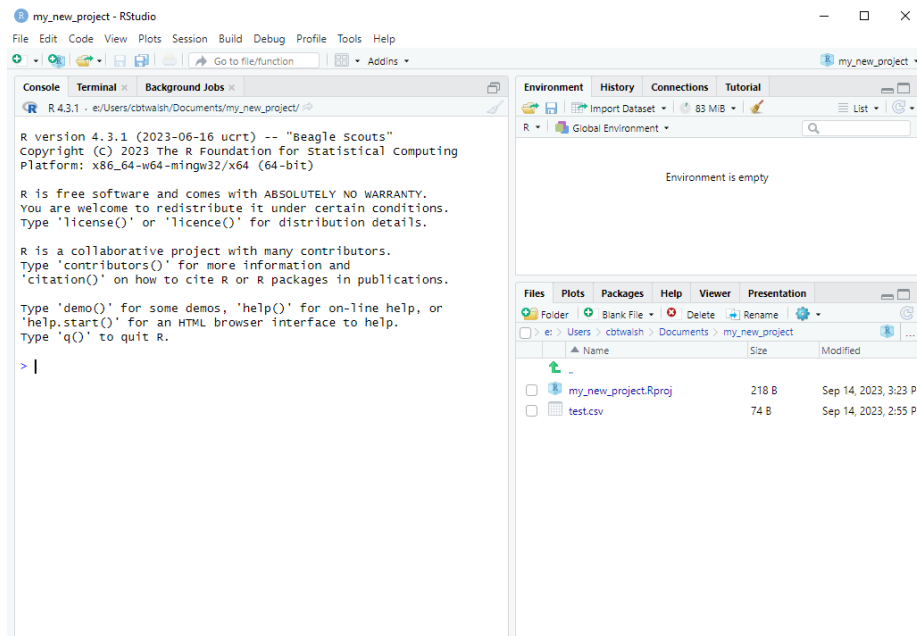 my_new_project - RStudio
File Edit Code View Plots Session Build Debug Profile Tools Help
Go to file/function Addins my_new_project
Console Terminal Background Jobs
R 4.3.1 · e:/Users/cbtwalsh/Documents/my_new_project/
R version 4.3.1 (2023-06-16 ucrt) -- "Beagle Scouts"
Copyright (C) 2023 The R Foundation for Statistical Computing
Platform: x86_64-w64-mingw32/x64 (64-bit)
R is free software and comes with ABSOLUTELY NO WARRANTY.
You are welcome to redistribute it under certain conditions.
Type 'license()' or 'licence()' for distribution details.
R is a collaborative project with many contributors.
Type 'contributors()' for more information and
'citation()' on how to cite R or R packages in publications.
Type 'demo()' for some demos, 'help()' for on-line help, or
'help.start()' for an HTML browser interface to help.
Type 'q()' to quit R.
>
Environment History Connections Tutorial
Import Dataset 83 MiB List
R Global Environment
Environment is empty
Files Plots Packages Help Viewer Presentation
Folder Blank File Delete Rename
e: > Users > cbtwalsh > Documents > my_new_project ...
Name Size Modified
..
my_new_project.Rproj 218 B Sep 14, 2023, 3:23 P
test.csv 74 B Sep 14, 2023, 2:55 P